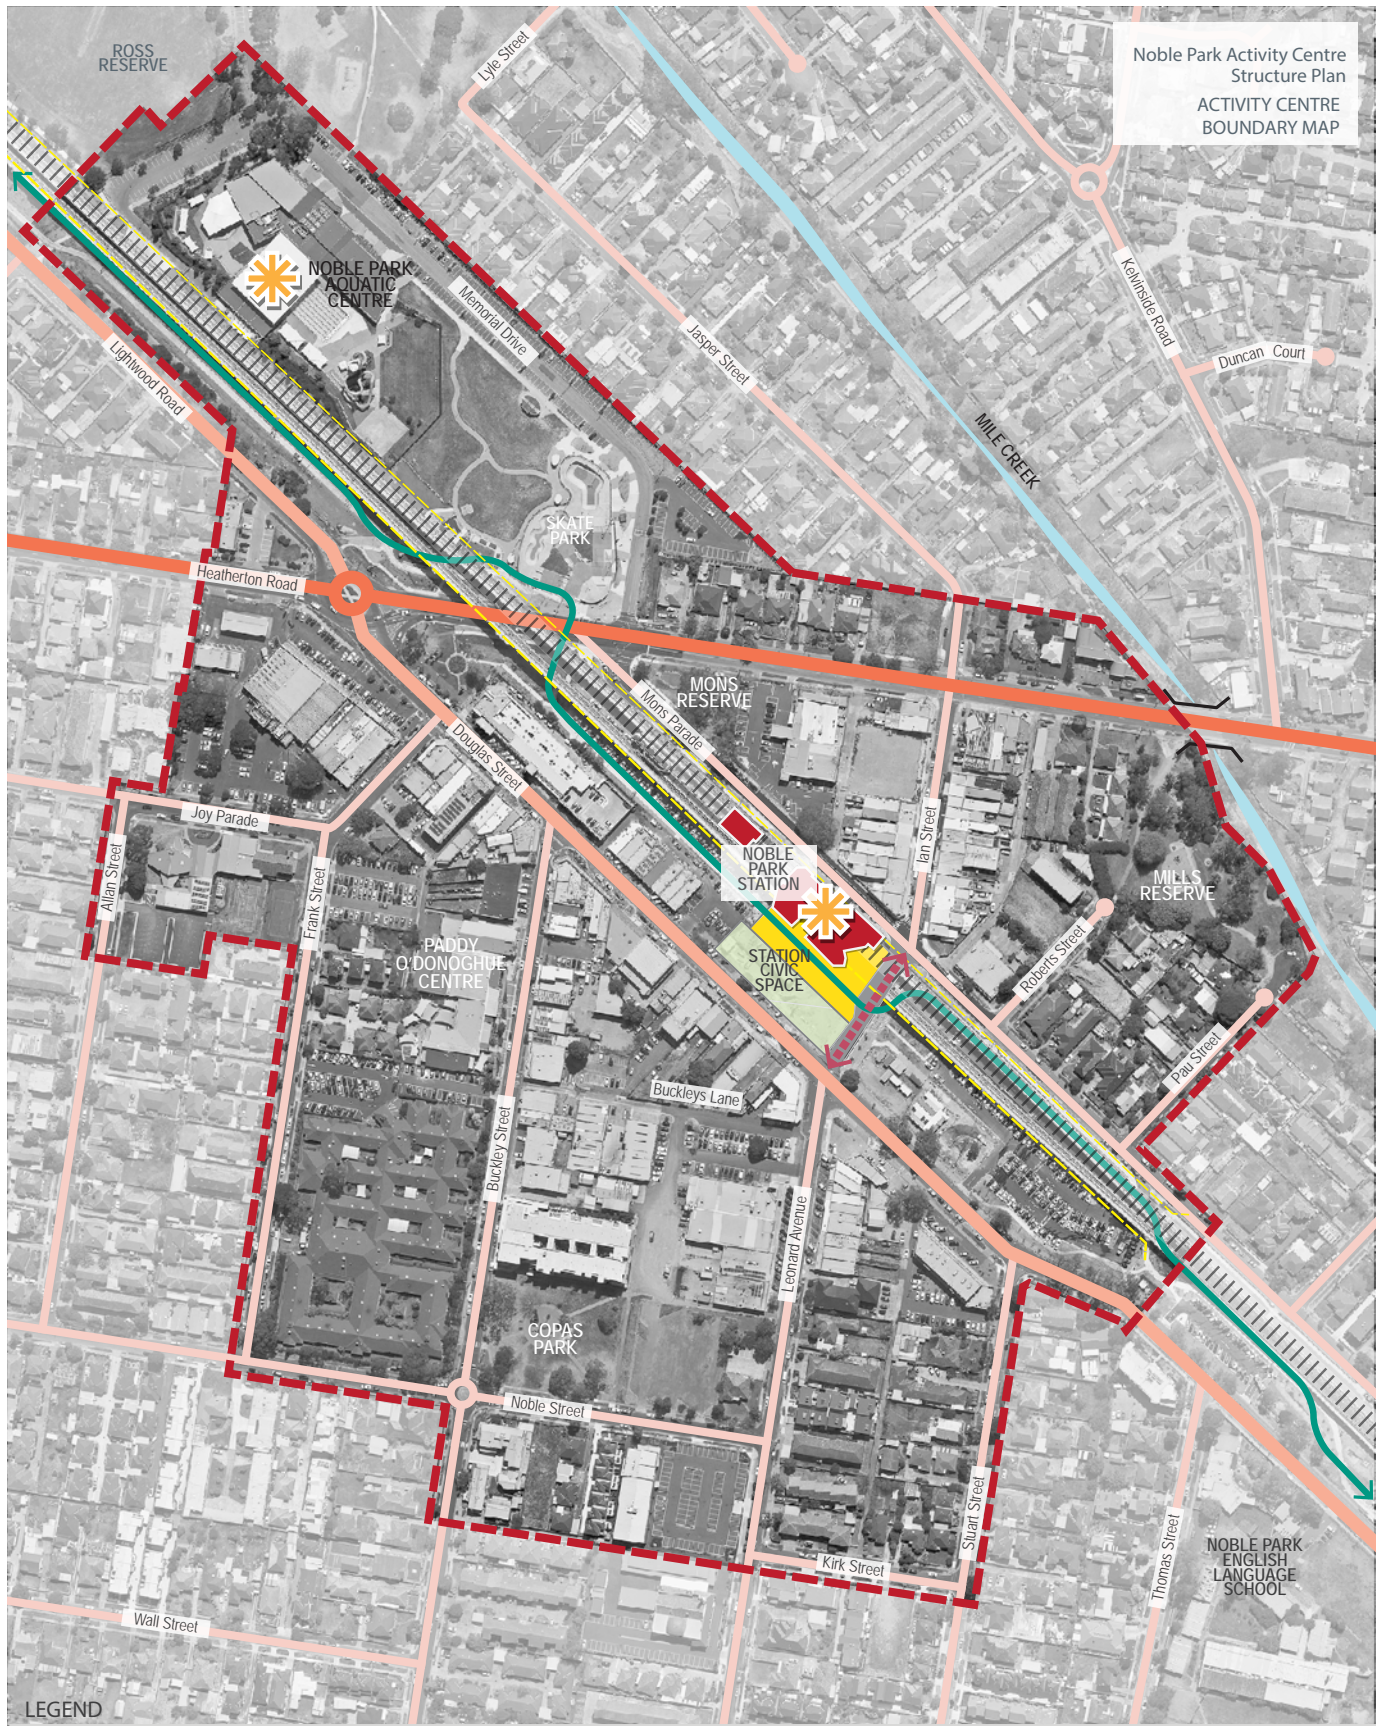 Noble Park Activity Centre
Structure Plan
ACTIVITY CENTRE
BOUNDARY MAP
ROSS
RESERVE
Lyle Street
NOBLE PARK
AQUATIC
CENTRE
Memorial Drive
Kelvinside Road
Jasper Street
Duncan Court
Lightwood Road
MILE CREEK
SKATE
PARK
Heatherton Road
MONS
RESERVE
Mons Parade
Douglas Street
Joy Parade
Ian Street
Allan Street
Frank Street
NOBLE
PARK
STATION
MILLS
RESERVE
PADDY
O'DONOGHUE
CENTRE
STATION
CIVIC
SPACE
Roberts Street
Pau Street
Buckleys Lane
Buckley Street
Leonard Avenue
COPAS
PARK
Noble Street
Stuart Street
Kirk Street
Thomas Street
NOBLE PARK
ENGLISH
LANGUAGE
SCHOOL
Wall Street
LEGEND